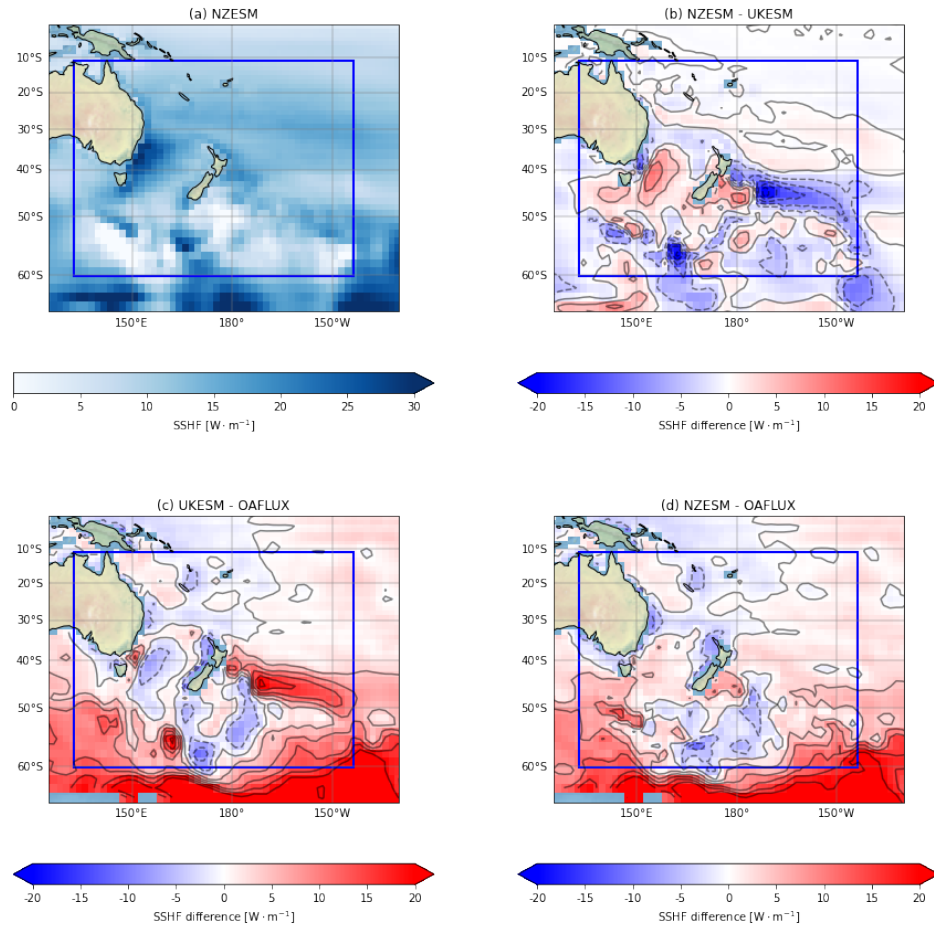 (a) NZESM
(b) NZESM - UKESM
10°S
20°S
30°S
40°S
50°S
60°S
150°E
180°
150°W
10°S
20°S
30°S
40°S
50°S
60°S
150°E
180°
150°W
0 5 10 15 20 25 30
SSHF [W · m⁻¹]
-20 -15 -10 -5 0 5 10 15 20
SSHF difference [W · m⁻¹]
(c) UKESM - OAFLUX
(d) NZESM - OAFLUX
10°S
20°S
30°S
40°S
50°S
60°S
150°E
180°
150°W
10°S
20°S
30°S
40°S
50°S
60°S
150°E
180°
150°W
-20 -15 -10 -5 0 5 10 15 20
SSHF difference [W · m⁻¹]
-20 -15 -10 -5 0 5 10 15 20
SSHF difference [W · m⁻¹]